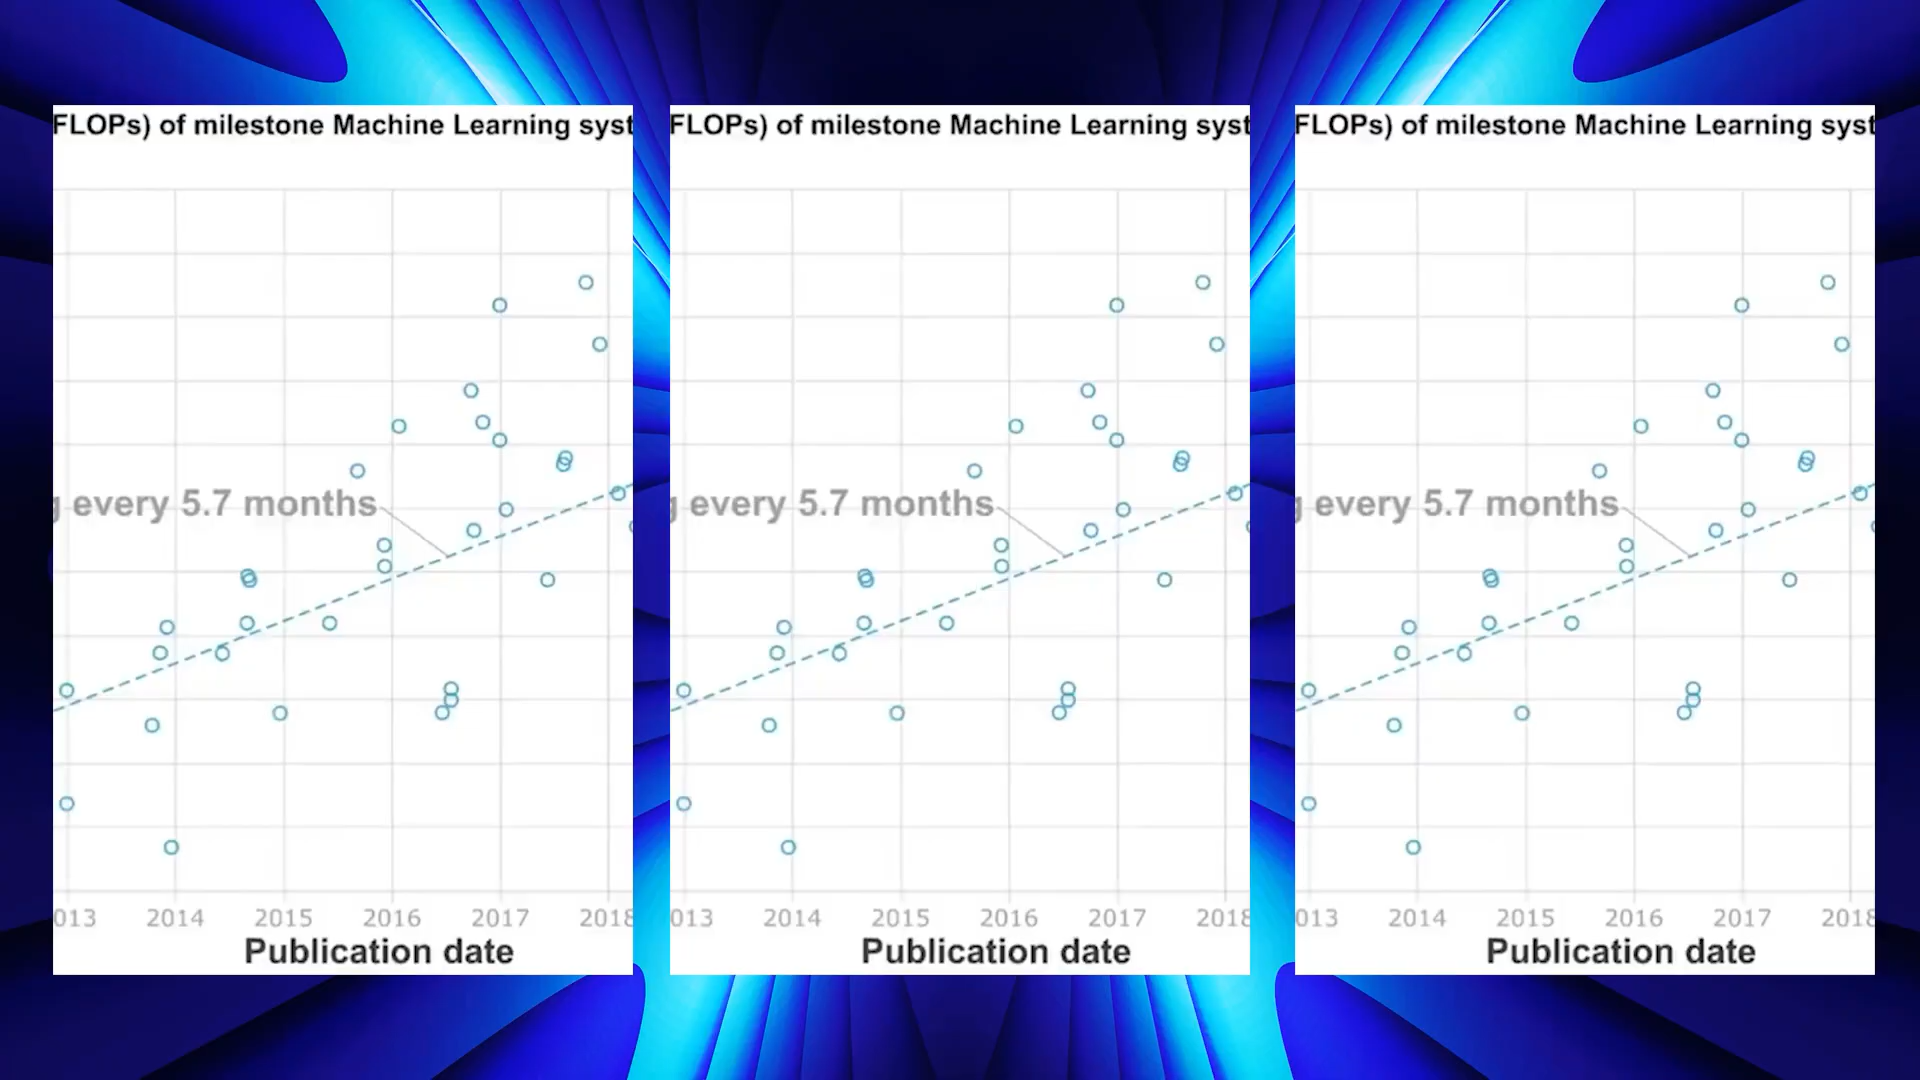 FLOPs) of milestone Machine Learning syst
g every 5.7 months
013 2014 2015 2016 2017 2018
Publication date
FLOPs) of milestone Machine Learning syst
g every 5.7 months
013 2014 2015 2016 2017 2018
Publication date
FLOPs) of milestone Machine Learning syst
g every 5.7 months
013 2014 2015 2016 2017 2018
Publication date